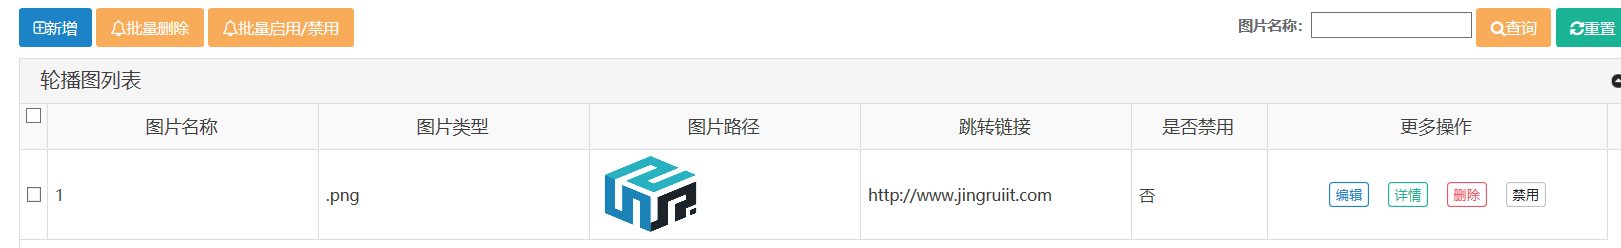 新增 批量删除 批量启用/禁用 图片名称: 查询 重置
轮播图列表
图片名称 图片类型 图片路径 跳转链接 是否禁用 更多操作
1 .png http://www.jingruiit.com 否 编辑 详情 删除 禁用